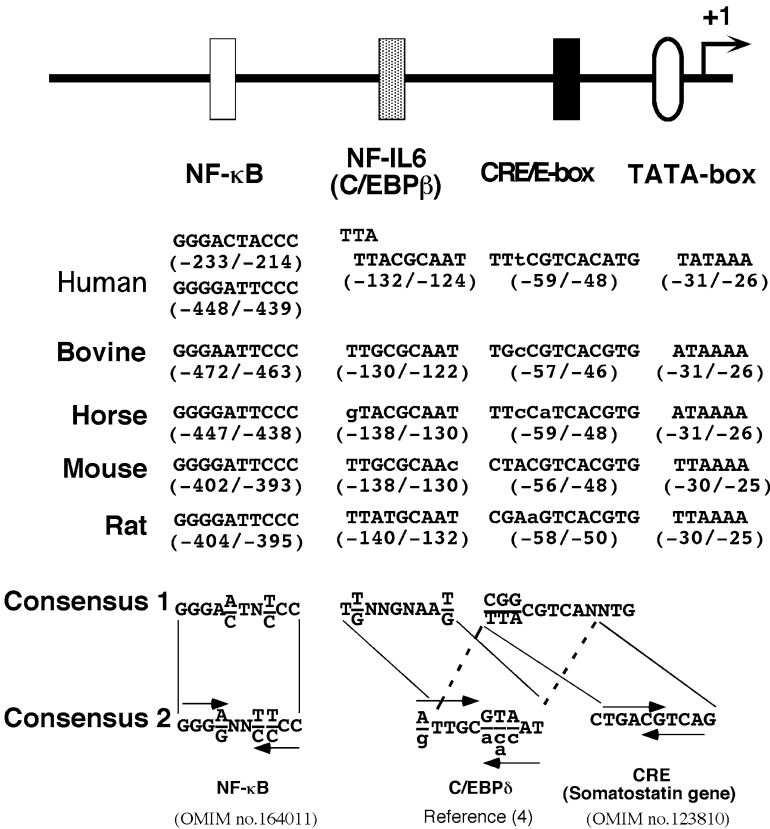 +1
NF-κB NF-IL6 (C/EBPβ) CRE/E-box TATA-box
Human
GGGACTACCC
(-233/-214)
GGGGATTCCC
(-448/-439)
TTA
TTACGCAAT
(-132/-124)
TTtCGTCACATG
(-59/-48)
TATAAA
(-31/-26)
Bovine GGGAATTCCC TTGCGCAAT TGcCGTCACGTG ATAAAA
(-472/-463) (-130/-122) (-57/-46) (-31/-26)
Horse GGGGATTCCC gTACGCAAT TTcCaTCACGTG ATAAAA
(-447/-438) (-138/-130) (-59/-48) (-31/-26)
Mouse GGGGATTCCC TTGCGCAAc CTACGTCACGTG TTAAAA
(-402/-393) (-138/-130) (-56/-48) (-30/-25)
Rat GGGGATTCCC TTATGCAAT CGAaGTCACGTG TTAAAA
(-404/-395) (-140/-132) (-58/-50) (-30/-25)
Consensus 1 GGGA A/C TN T/C CC T T/G NNGNAA T/G CGG/TTA CGTCANNTG
Consensus 2 GGG A/G NN TT/CC CC A/g TTGC GTA/acc/a AT CTGACGTCAG
NF-κB C/EBPδ CRE
(Somatostatin gene)
(OMIM no.164011) Reference (4) (OMIM no.123810)